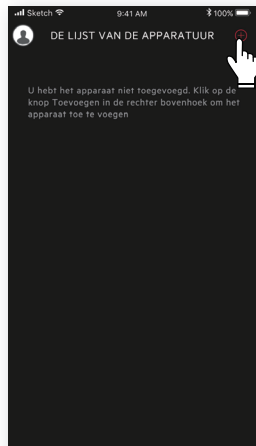 Sketch 9:41 AM 100%
DE LIJST VAN DE APPARATUUR
U hebt het apparaat niet toegevoegd. Klik op de
knop Toevoegen in de rechter bovenhoek om het
apparaat toe te voegen